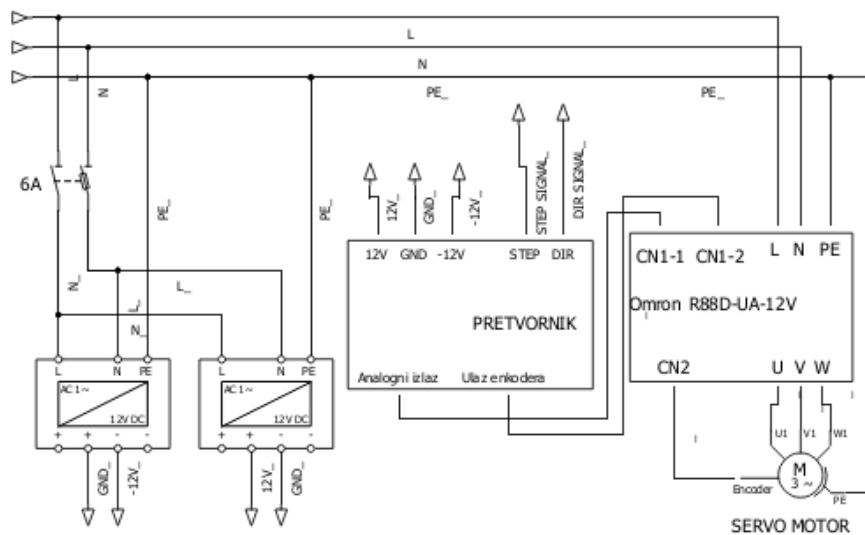 L
N
PE_
PE_
L
N
6A
PE_
PE_
12V_
GND_
-12V_
STEP SIGNAL_
DIR SIGNAL_
12V GND -12V STEP DIR
PRETVORNIK
Analogni izlaz Ulaz enkodera
CN1-1 CN1-2 L N PE
Omron R88D-UA-12V
CN2 U V W
N_
L_
L_
N_
L N PE
AC 1~
12V DC
+ + - -
GND_
-12V_
L N PE
AC 1~
12V DC
+ + - -
12V_
GND_
U1 V1 W1
M
3 ~
Encoder
PE
SERVO MOTOR